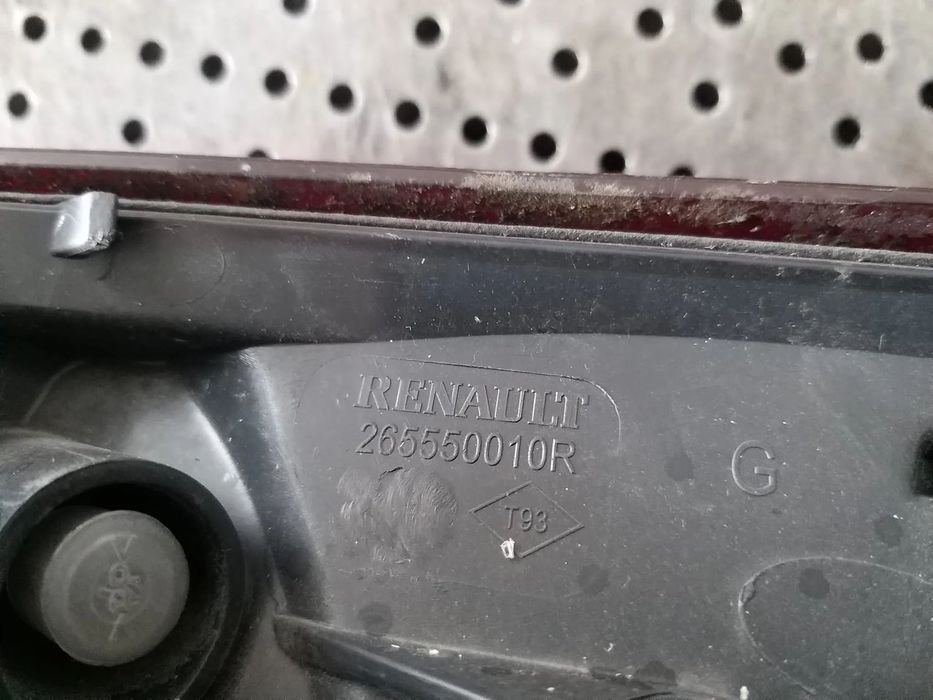 RENAULT
265550010R
G
T93